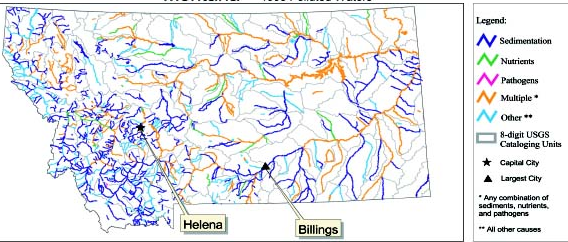 Helena
Billings
Legend:
Sedimentation
Nutrients
Pathogens
Multiple *
Other **
8-digit USGS
Cataloging Units
Capital City
Largest City
* Any combination of
sediments, nutrients,
and pathogens
** All other causes